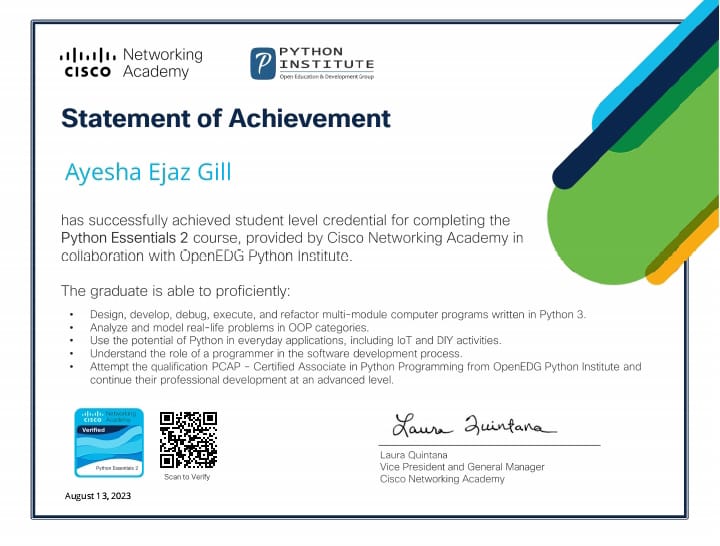 CISCO Networking Academy
PYTHON INSTITUTE
Open Education & Development Group
Statement of Achievement
Ayesha Ejaz Gill
has successfully achieved student level credential for completing the
Python Essentials 2 course, provided by Cisco Networking Academy in
collaboration with OpenEDG Python Institute.
The graduate is able to proficiently:
• Design, develop, debug, execute, and refactor multi-module computer programs written in Python 3.
• Analyze and model real-life problems in OOP categories.
• Use the potential of Python in everyday applications, including IoT and DIY activities.
• Understand the role of a programmer in the software development process.
• Attempt the qualification PCAP – Certified Associate in Python Programming from OpenEDG Python Institute and
continue their professional development at an advanced level.
CISCO Networking Academy
Verified
Python Essentials 2
Scan to Verify
August 13, 2023
Laura Quintana
Laura Quintana
Vice President and General Manager
Cisco Networking Academy